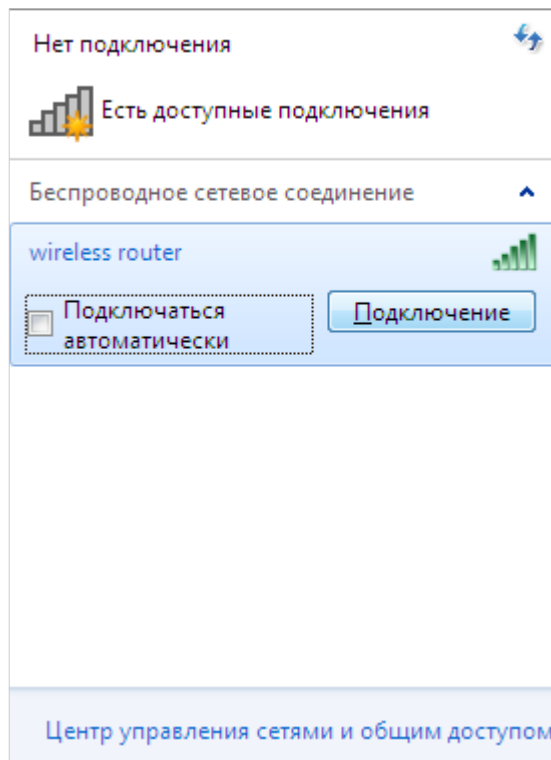 Нет подключения
Есть доступные подключения
Беспроводное сетевое соединение
wireless router
Подключаться
автоматически
Подключение
Центр управления сетями и общим доступом